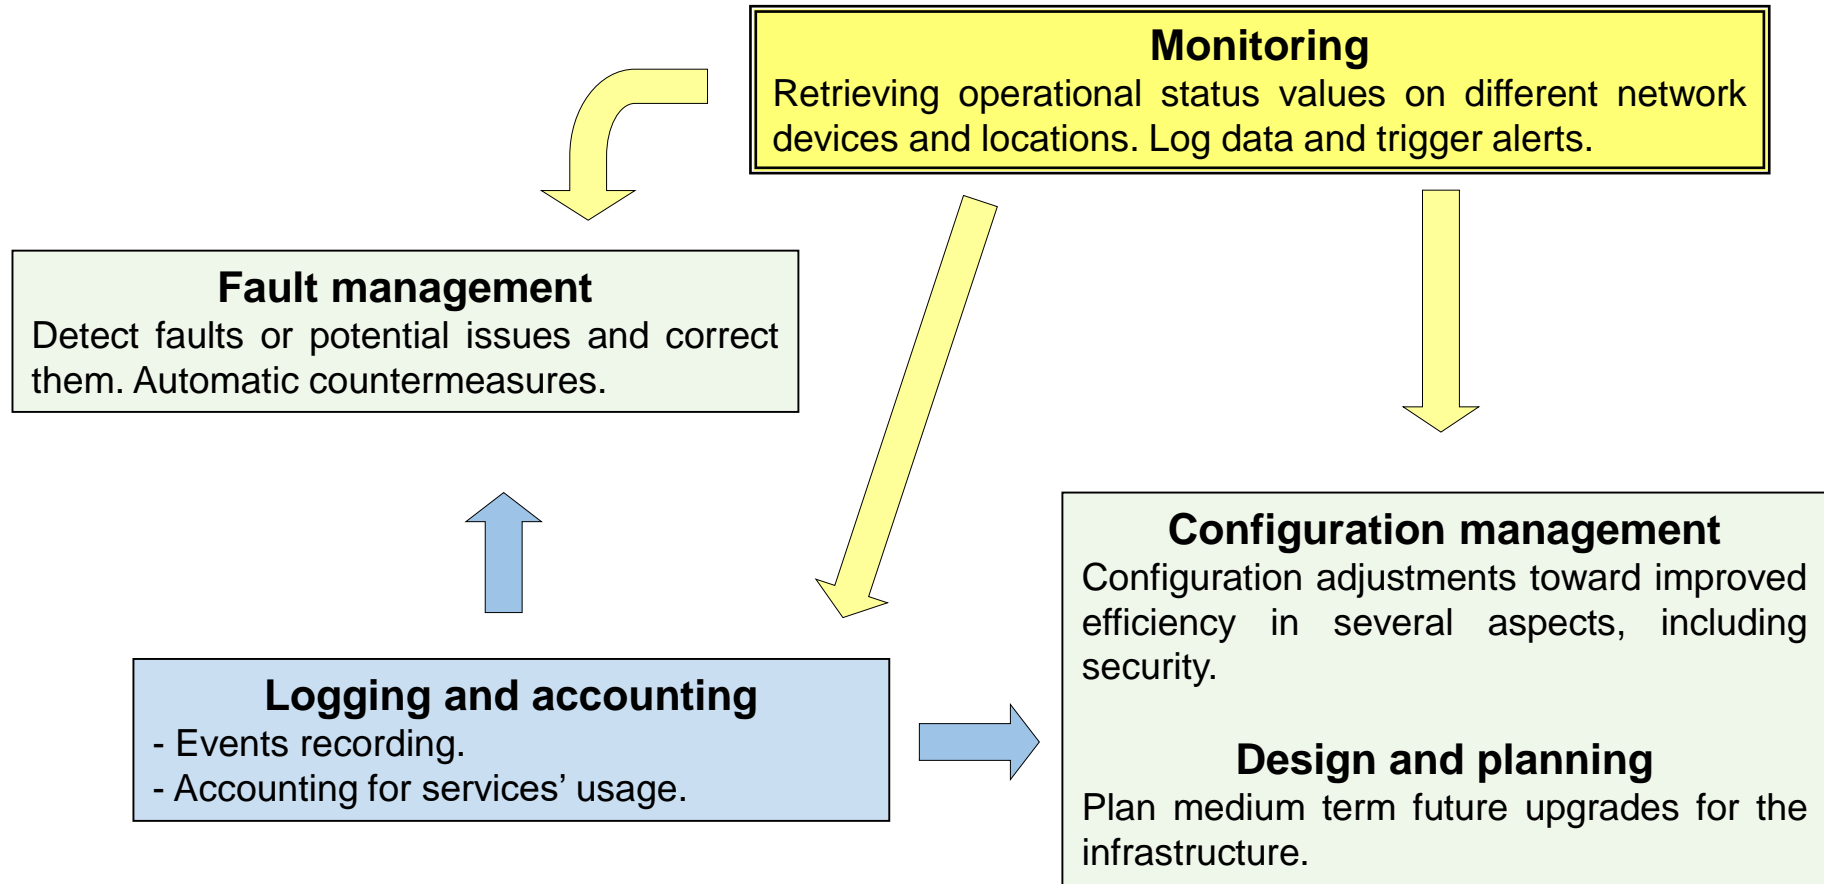 Monitoring
Retrieving operational status values on different network
devices and locations. Log data and trigger alerts.
Fault management
Detect faults or potential issues and correct
them. Automatic countermeasures.
Configuration management
Configuration adjustments toward improved
efficiency in several aspects, including
security.
Design and planning
Plan medium term future upgrades for the
infrastructure.
Logging and accounting
- Events recording.
- Accounting for services’ usage.